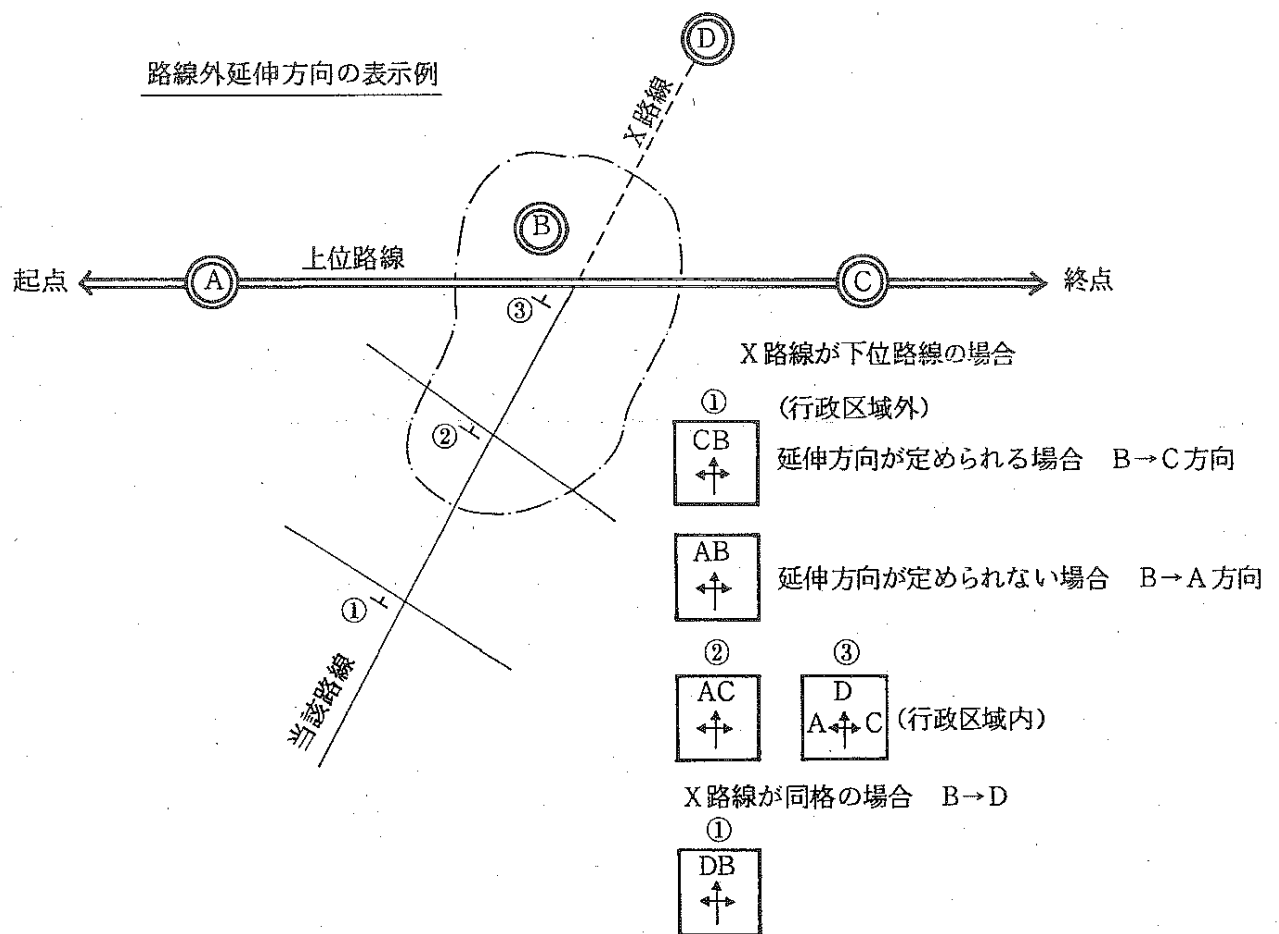 D
路線外延伸方向の表示例
X路線
B
上位路線
起点
A
C
終点
③
X路線が下位路線の場合
①
(行政区域外)
②
CB
延伸方向が定められる場合 B→C方向
AB
延伸方向が定められない場合 B→A方向
①
② ③
当該路線
AC
D
A C
(行政区域内)
X路線が同格の場合 B→D
①
DB